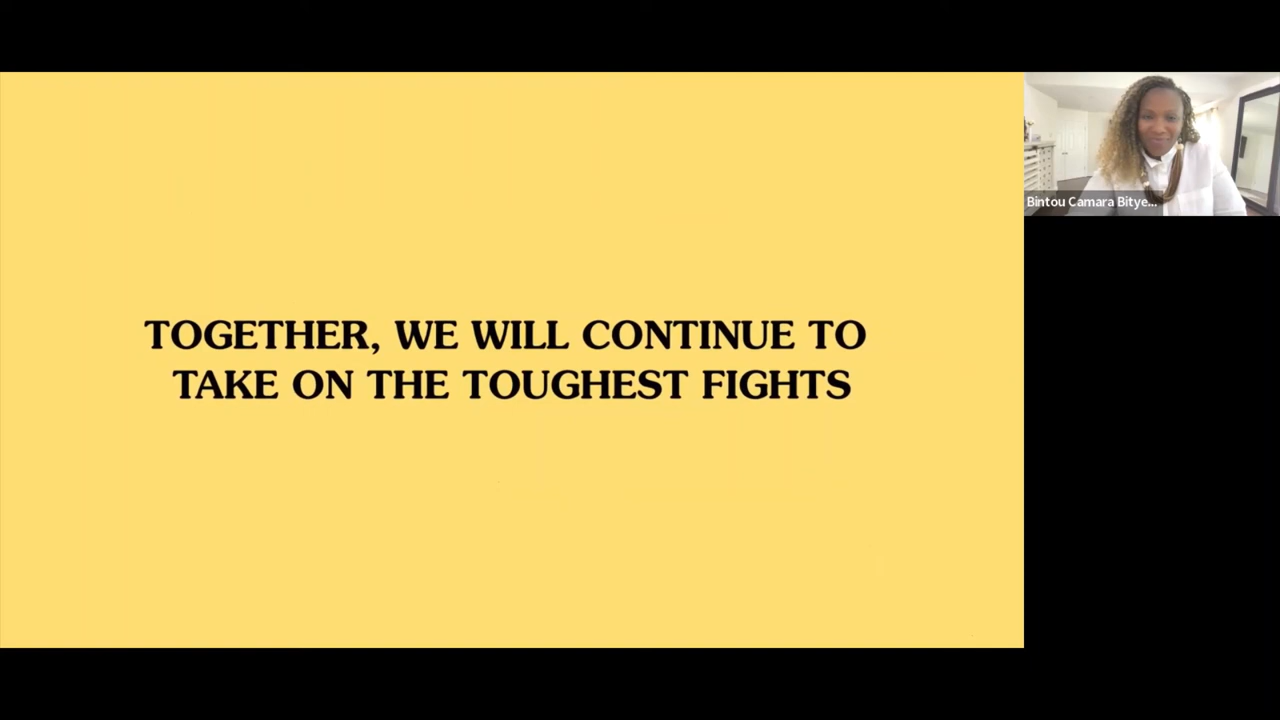 TOGETHER, WE WILL CONTINUE TO
TAKE ON THE TOUGHEST FIGHTS
Bintou Camara Bitye...